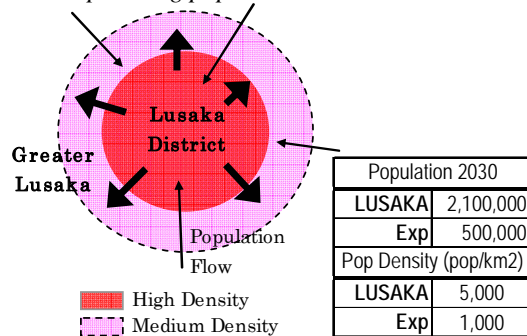 Lusaka
District
Greater
Lusaka
Population
Flow
High Density
Medium Density
Population 2030
LUSAKA 2,100,000
Exp 500,000
Pop Density (pop/km2)
LUSAKA 5,000
Exp 1,000